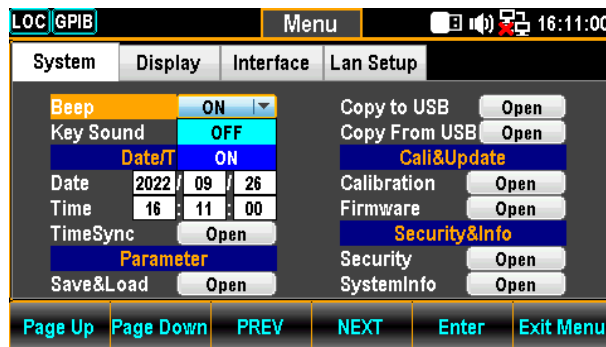 LOC GPIB Menu 16:11:00
System Display Interface Lan Setup
Beep ON
OFF
ON
Key Sound
Date/T
Date 2022 / 09 / 26
Time 16 : 11 : 00
TimeSync Open
Parameter
Save&Load Open
Copy to USB Open
Copy From USB Open
Cali&Update
Calibration Open
Firmware Open
Security&Info
Security Open
SystemInfo Open
Page Up Page Down PREV NEXT Enter Exit Menu